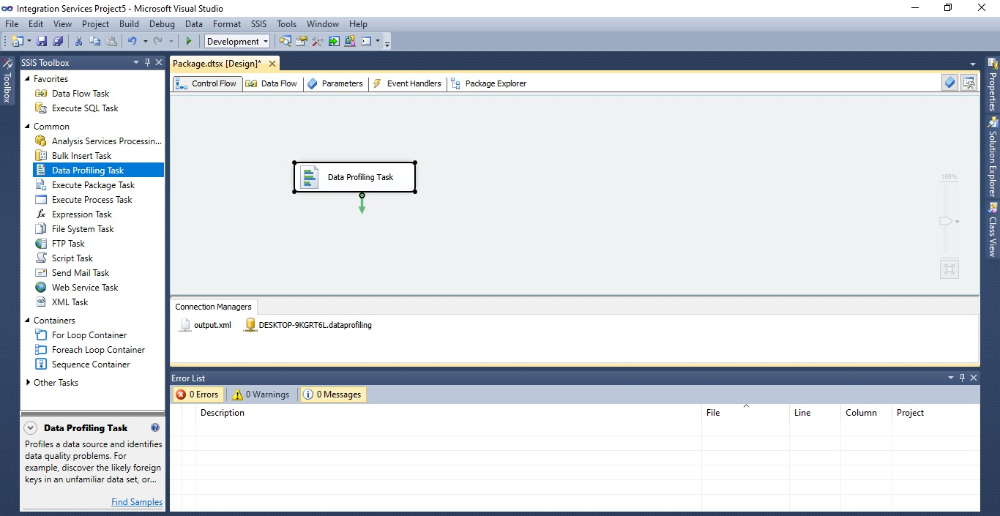 Integration Services Project5 - Microsoft Visual Studio
File Edit View Project Build Debug Data Format SSIS Tools Window Help
Development
Toolbox
SSIS Toolbox
Favorites
Data Flow Task
Execute SQL Task
Common
Analysis Services Processin...
Bulk Insert Task
Data Profiling Task
Execute Package Task
Execute Process Task
Expression Task
File System Task
FTP Task
Script Task
Send Mail Task
Web Service Task
XML Task
Containers
For Loop Container
Foreach Loop Container
Sequence Container
Other Tasks
Data Profiling Task
Profiles a data source and identifies
data quality problems. For
example, discover the likely foreign
keys in an unfamiliar data set, or...
Find Samples
Package.dtsx [Design]*
Control Flow Data Flow Parameters Event Handlers Package Explorer
Data Profiling Task
100%
Connection Managers
output.xml DESKTOP-9KGRT6L.dataprofiling
Error List
0 Errors 0 Warnings 0 Messages
Description File Line Column Project
Properties
Solution Explorer
Class View